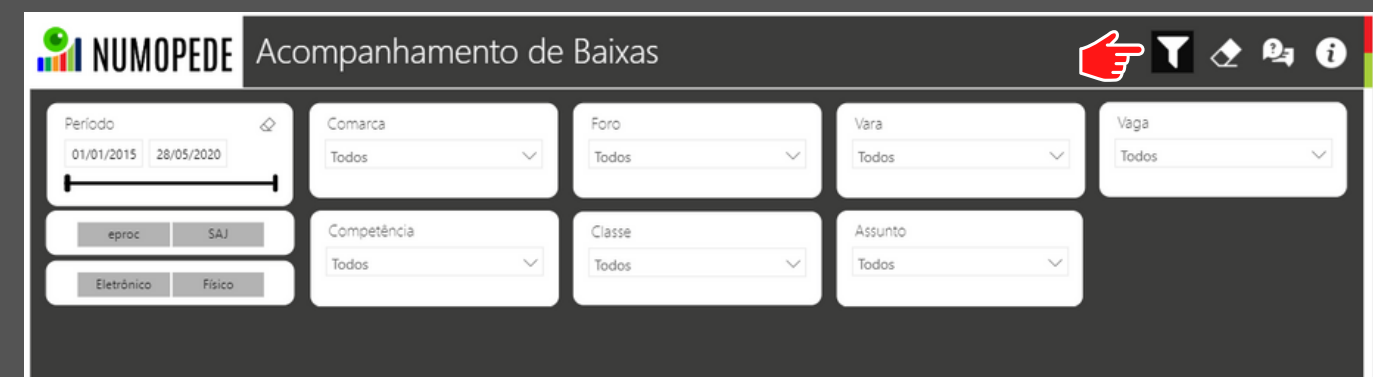 NUMOPEDE Acompanhamento de Baixas
Período
01/01/2015 28/05/2020
Comarca
Todos
Foro
Todos
Vara
Todos
Vaga
Todos
eproc SAJ
Eletrônico Físico
Competência
Todos
Classe
Todos
Assunto
Todos